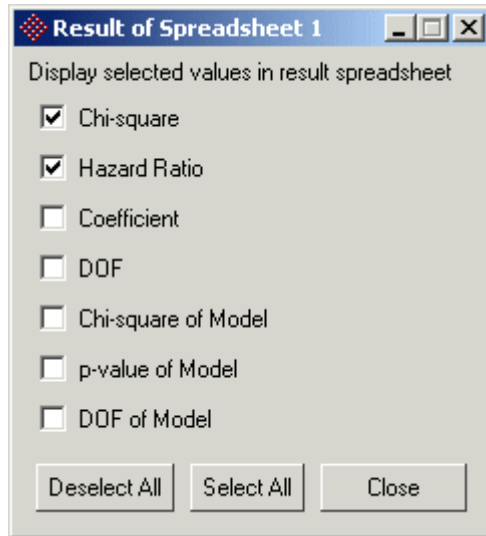 Result of Spreadsheet 1
Display selected values in result spreadsheet
Chi-square
Hazard Ratio
Coefficient
DOF
Chi-square of Model
p-value of Model
DOF of Model
Deselect All Select All Close